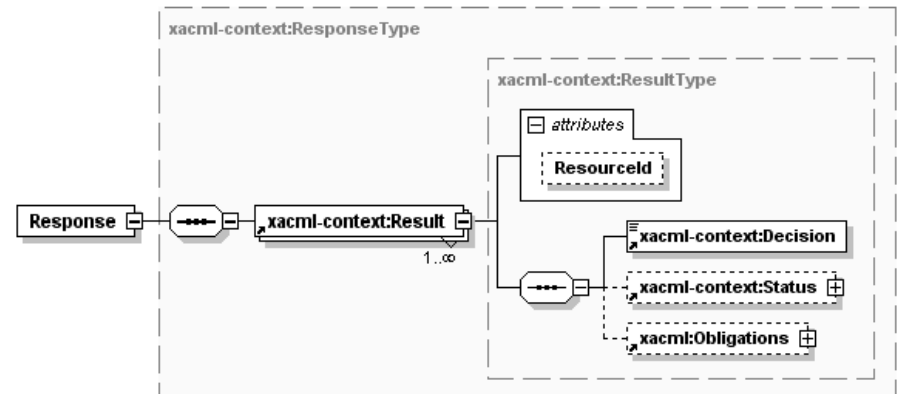 xacml-context:ResponseType
xacml-context:ResultType
attributes
ResourceId
Response
xacml-context:Result
1..∞
xacml-context:Decision
xacml-context:Status
xacml:Obligations